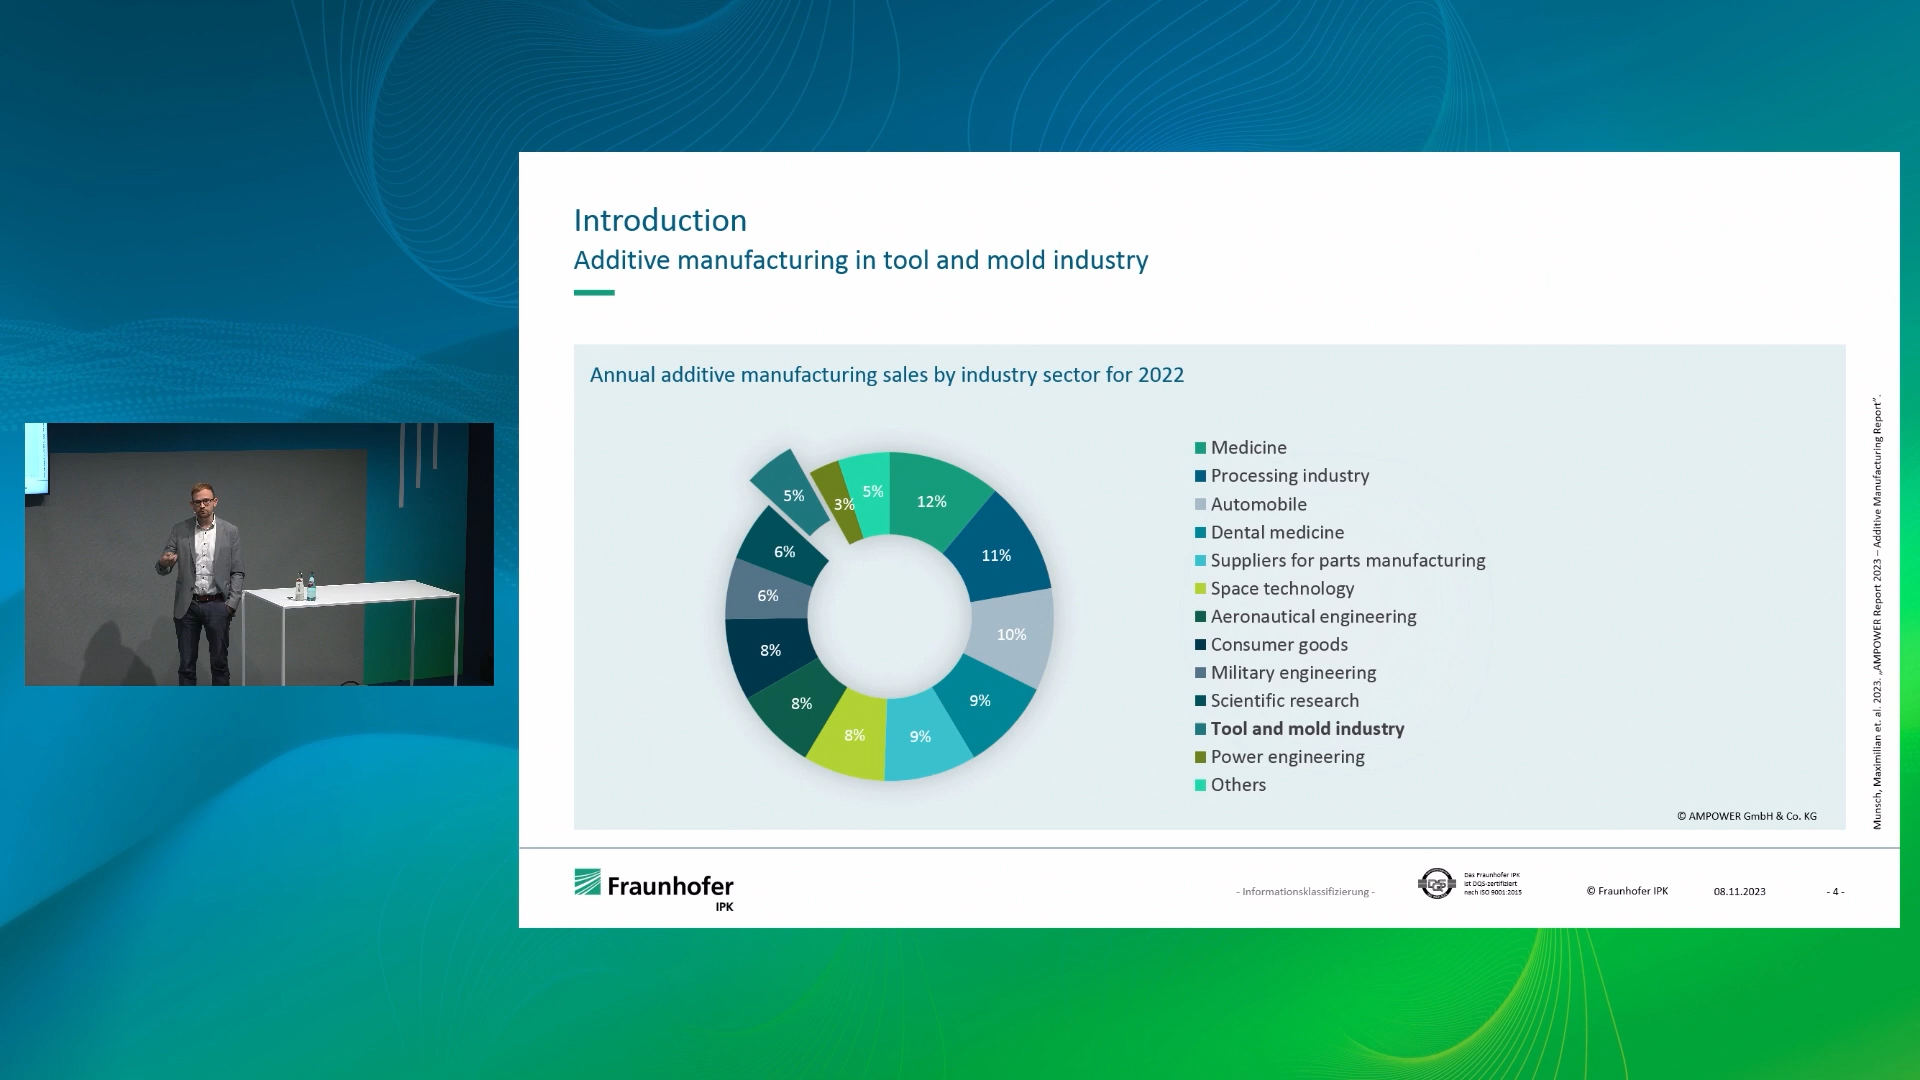 Introduction
Additive manufacturing in tool and mold industry
Annual additive manufacturing sales by industry sector for 2022
12%
11%
10%
9%
9%
8%
8%
8%
6%
6%
5%
3%
5%
Medicine
Processing industry
Automobile
Dental medicine
Suppliers for parts manufacturing
Space technology
Aeronautical engineering
Consumer goods
Military engineering
Scientific research
Tool and mold industry
Power engineering
Others
© AMPOWER GmbH & Co. KG
Munsch, Maximilian et. al. 2023. „AMPOWER Report 2023 – Additive Manufacturing Report“.
Fraunhofer
IPK
- Informationsklassifizierung -
DQS
Das Fraunhofer IPK
ist DQS-zertifiziert
nach ISO 9001:2015
© Fraunhofer IPK
08.11.2023
- 4 -